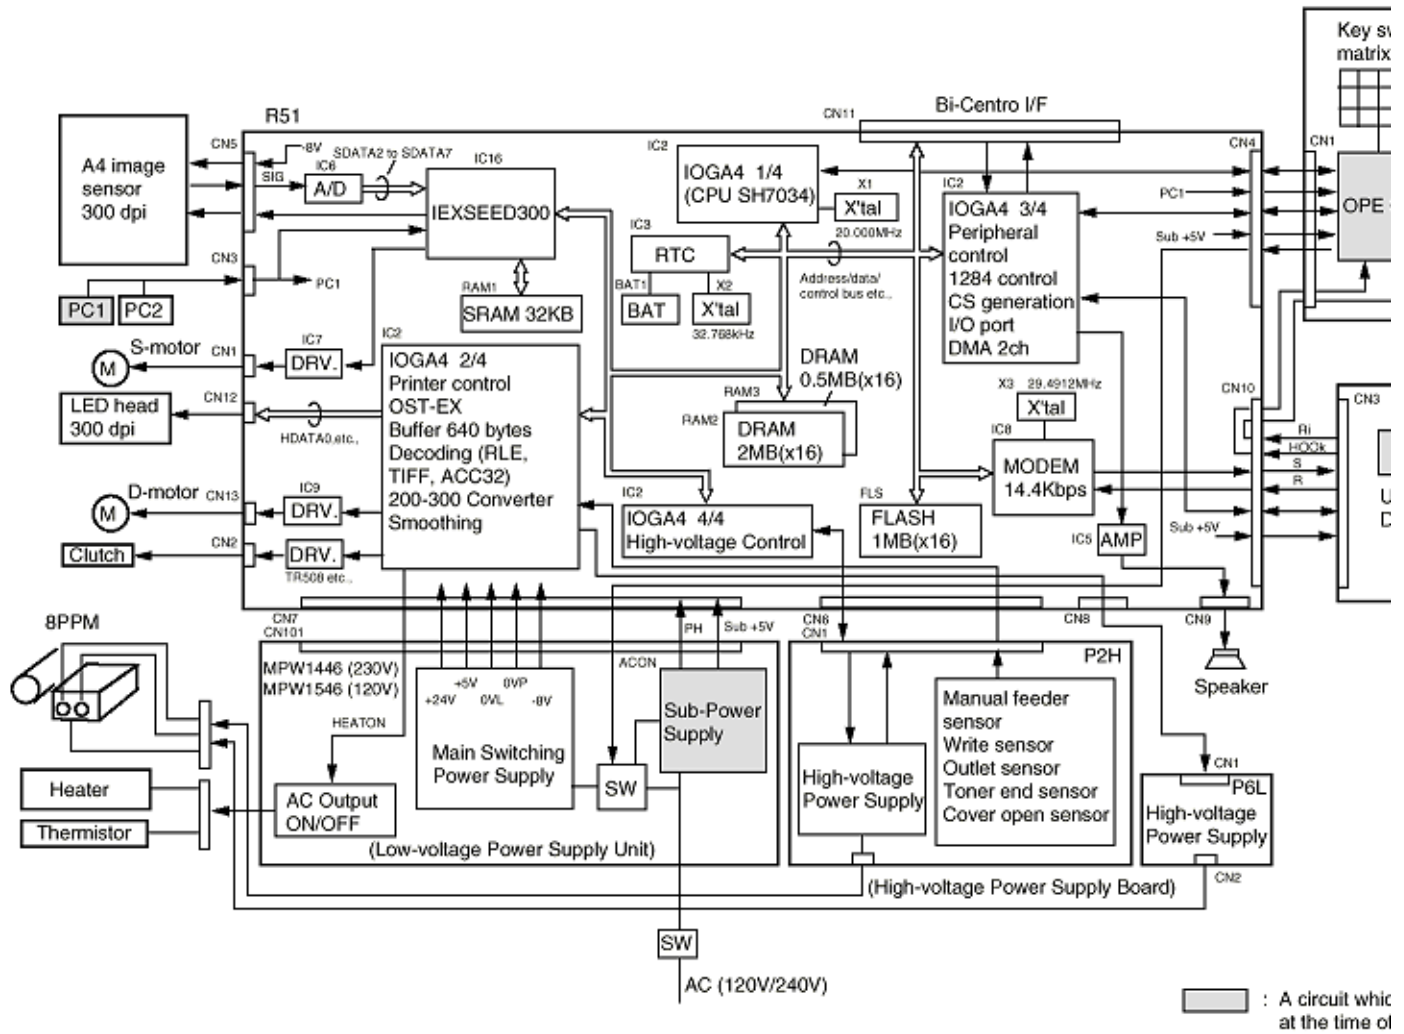 Key sw
matrix
Bi-Centro I/F
CN11
R51
CN5
-8V
SDATA2 to SDATA7
IC6
SIG
A/D
IC16
IEXSEED300
A4 image
sensor
300 dpi
IC2
IOGA4 1/4
(CPU SH7034)
X1
X'tal
20.000MHz
IC2
IOGA4 3/4
Peripheral
control
1284 control
CS generation
I/O port
DMA 2ch
CN4
CN1
PC1
OPE
Sub +5V
CN3
PC1
PC1
PC2
IC3
RTC
BAT1
BAT
X2
X'tal
32.768kHz
Address/data/
control bus etc.,
RAM1
SRAM 32KB
S-motor
M
CN1
IC7
DRV.
IC2
IOGA4 2/4
Printer control
OST-EX
Buffer 640 bytes
Decoding (RLE,
TIFF, ACC32)
200-300 Converter
Smoothing
DRAM
0.5MB(x16)
RAM3
RAM2
DRAM
2MB(x16)
X3
29.4912MHz
X'tal
IC8
MODEM
14.4Kbps
CN10
CN3
Ri
HOOk
S
R
Sub +5V
U
D
LED head
300 dpi
CN12
HDATA0,etc.,
D-motor
M
CN13
IC9
DRV.
Clutch
CN2
DRV.
TR508 etc.,
IC2
IOGA4 4/4
High-voltage Control
FLS
FLASH
1MB(x16)
IC5
AMP
CN7
CN101
PH
Sub +5V
CN6
CN1
CN8
CN9
Speaker
8PPM
MPW1446 (230V)
MPW1546 (120V)
HEATON
+24V
+5V
0VL
0VP
-8V
Main Switching
Power Supply
ACON
Sub-Power
Supply
SW
AC Output
ON/OFF
(Low-voltage Power Supply Unit)
Heater
Thermistor
P2H
Manual feeder
sensor
Write sensor
Outlet sensor
Toner end sensor
Cover open sensor
High-voltage
Power Supply
(High-voltage Power Supply Board)
CN1
P6L
High-voltage
Power Supply
CN2
SW
AC (120V/240V)
: A circuit whic
at the time of